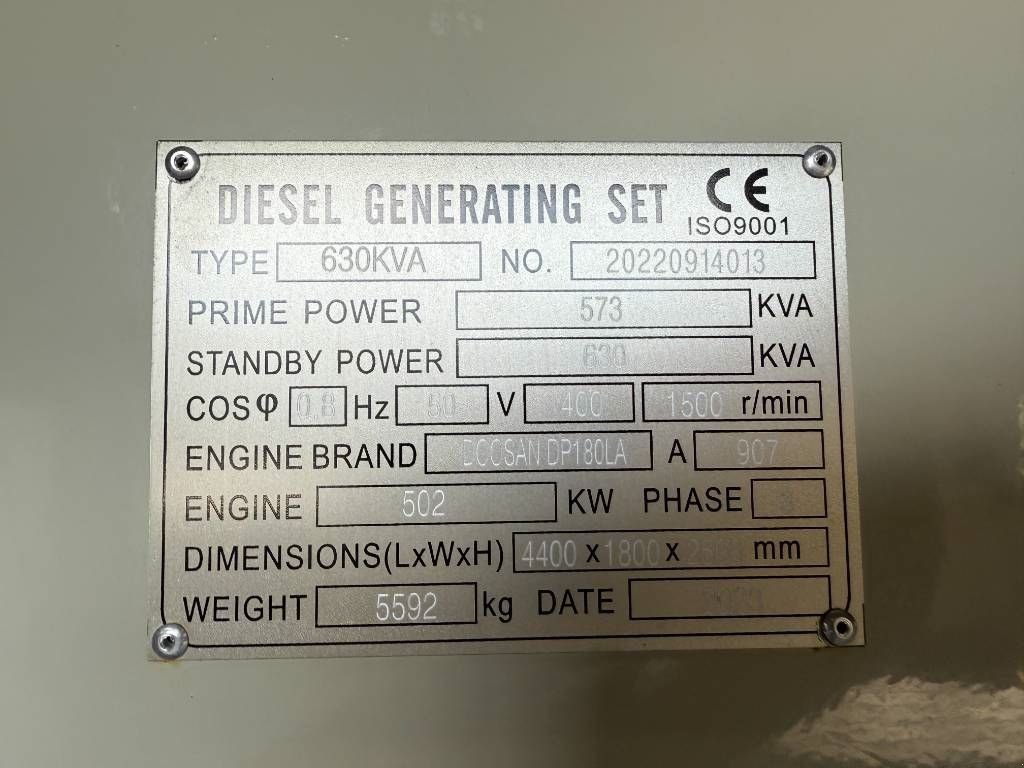 DIESEL GENERATING SET CE
ISO9001
TYPE 630KVA NO. 20220914013
PRIME POWER 573 KVA
STANDBY POWER 630 KVA
COSφ 0.8 Hz 50 V 400 1500 r/min
ENGINE BRAND DOOSAN DP180LA A 907
ENGINE 502 KW PHASE
DIMENSIONS(LxWxH) 4400 x 1800 x mm
WEIGHT 5592 kg DATE